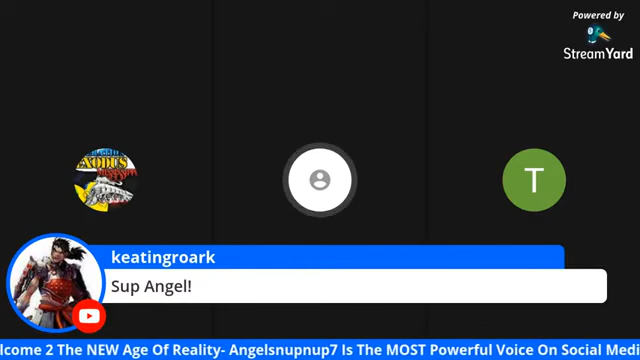 Powered by
StreamYard
EXODUS
T
keatingroark
Sup Angel!
lcome 2 The NEW Age Of Reality- Angelsnupnup7 Is The MOST Powerful Voice On Social Medi